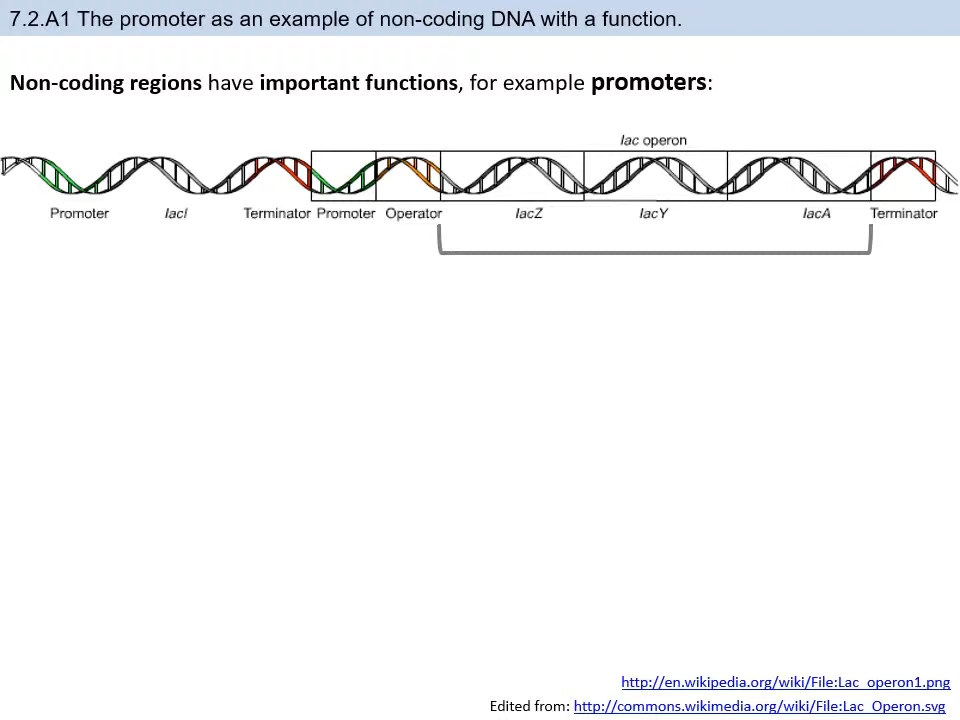 7.2.A1 The promoter as an example of non-coding DNA with a function.
Non-coding regions have important functions, for example promoters:
lac operon
Promoter lacI Terminator Promoter Operator lacZ lacY lacA Terminator
http://en.wikipedia.org/wiki/File:Lac_operon1.png
Edited from: http://commons.wikimedia.org/wiki/File:Lac_Operon.svg